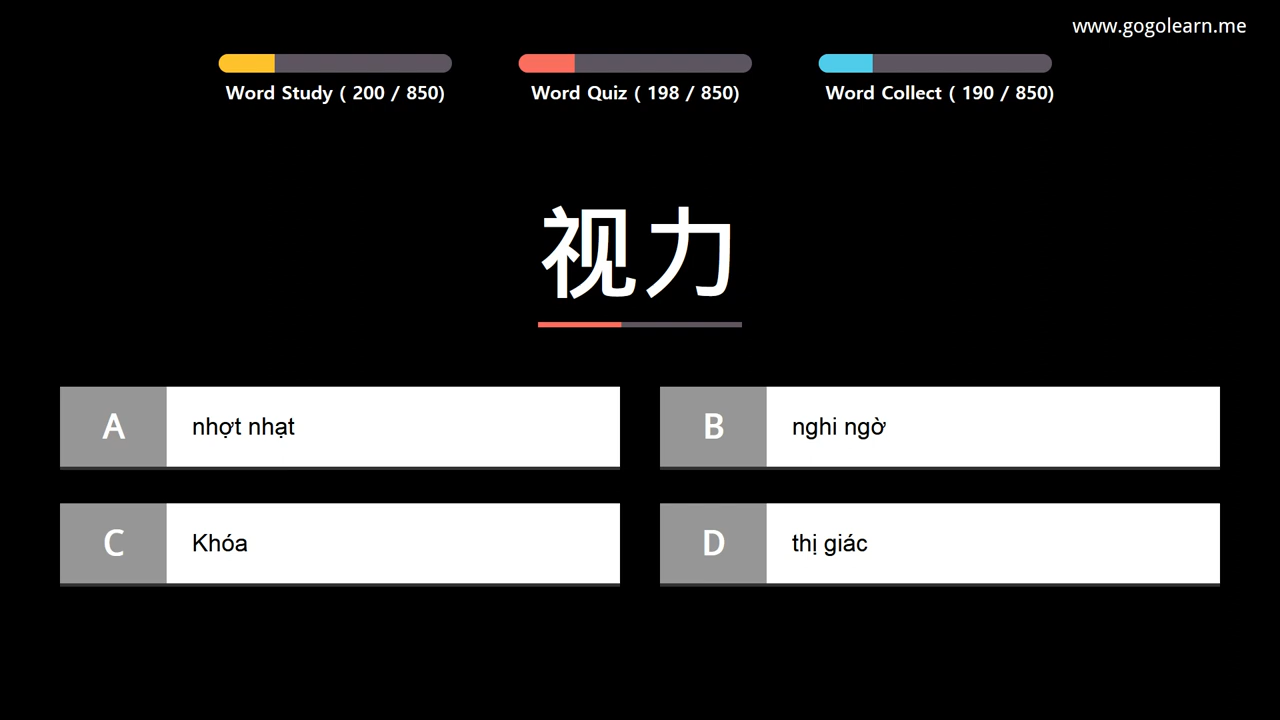 www.gogolearn.me
Word Study ( 200 / 850)
Word Quiz ( 198 / 850)
Word Collect ( 190 / 850)
视力
A nhợt nhạt
B nghi ngờ
C Khóa
D thị giác